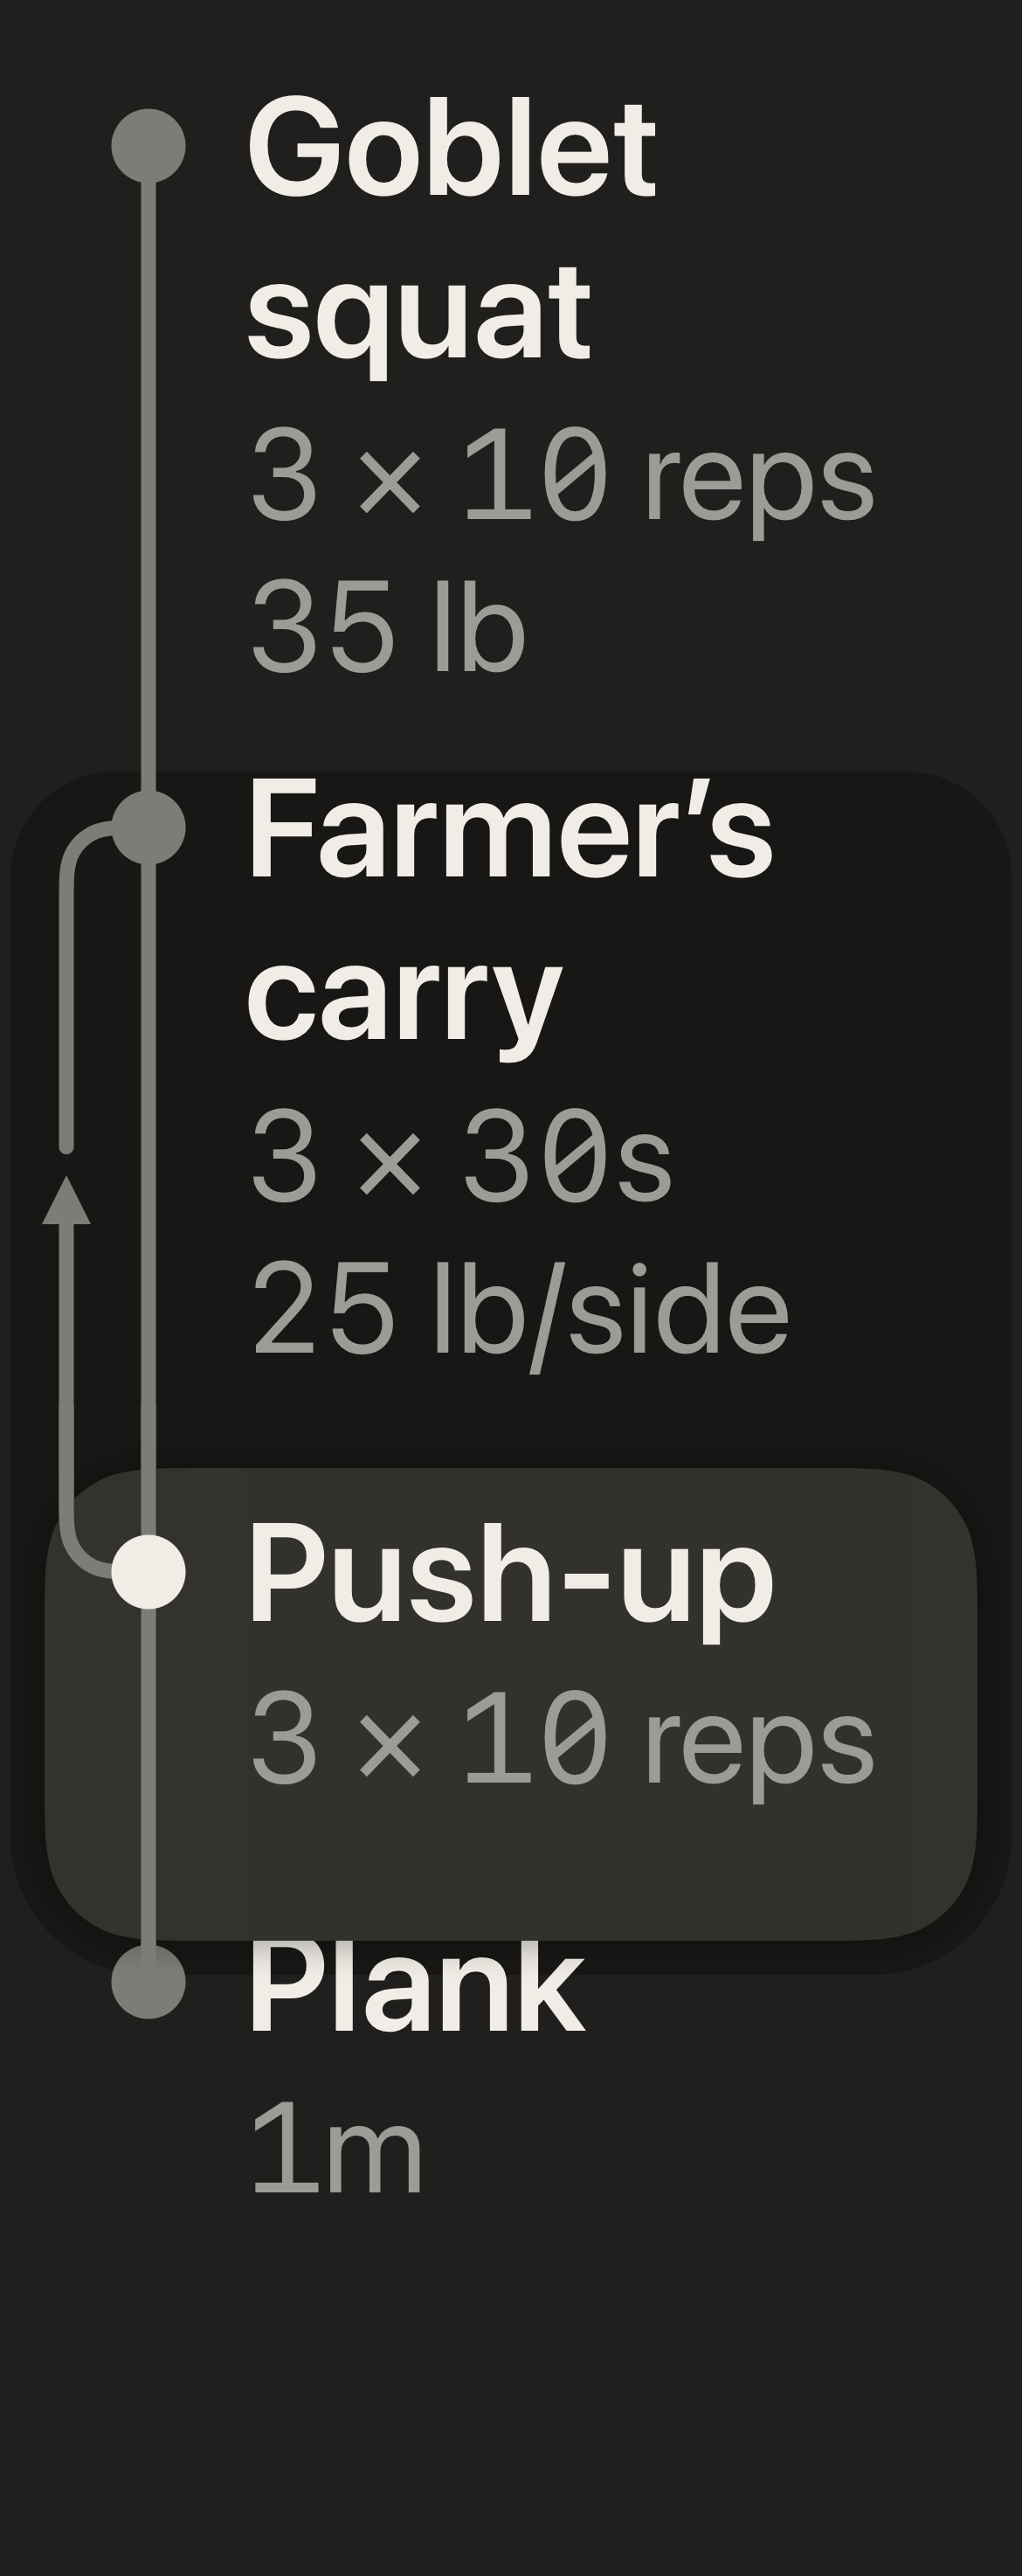 Goblet
squat
3 × 10 reps
35 lb
Farmer’s
carry
3 × 30s
25 lb/side
Push-up
3 × 10 reps
Plank
1m